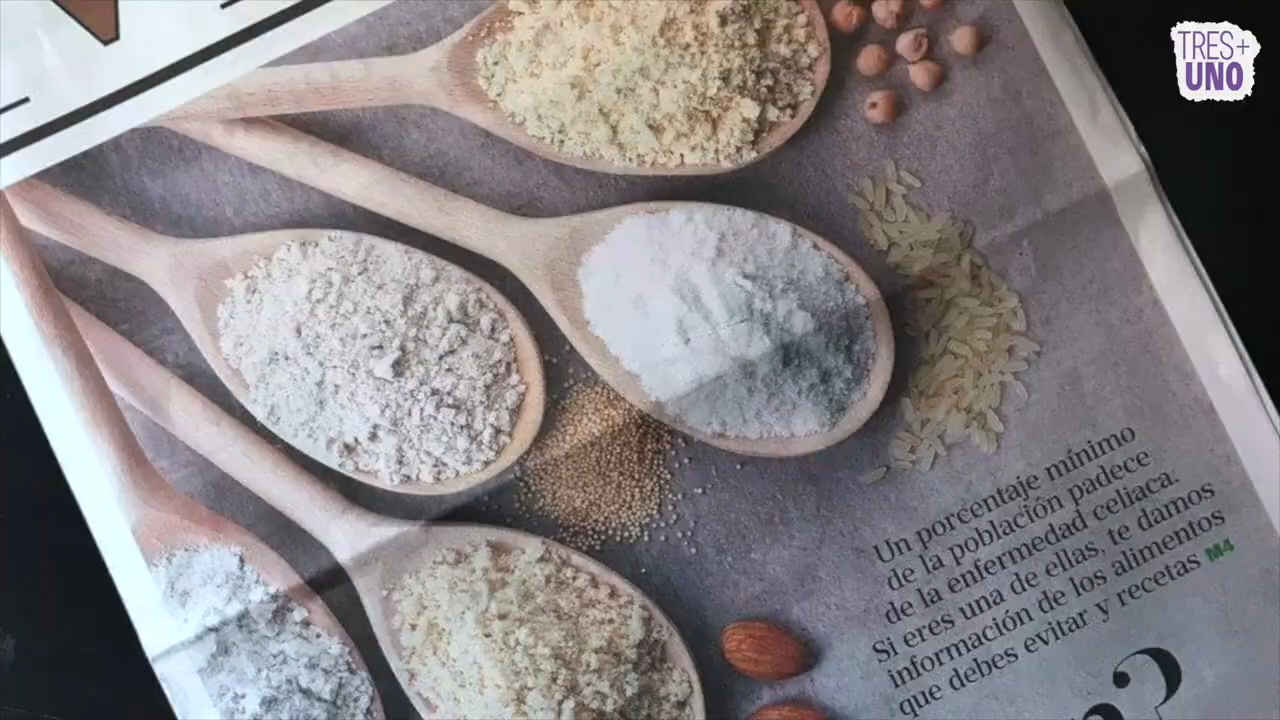 TRES+
UNO
Un porcentaje mínimo
de la población padece
de la enfermedad celiaca.
Si eres una de ellas, te damos
información de los alimentos
que debes evitar y recetas M4
?